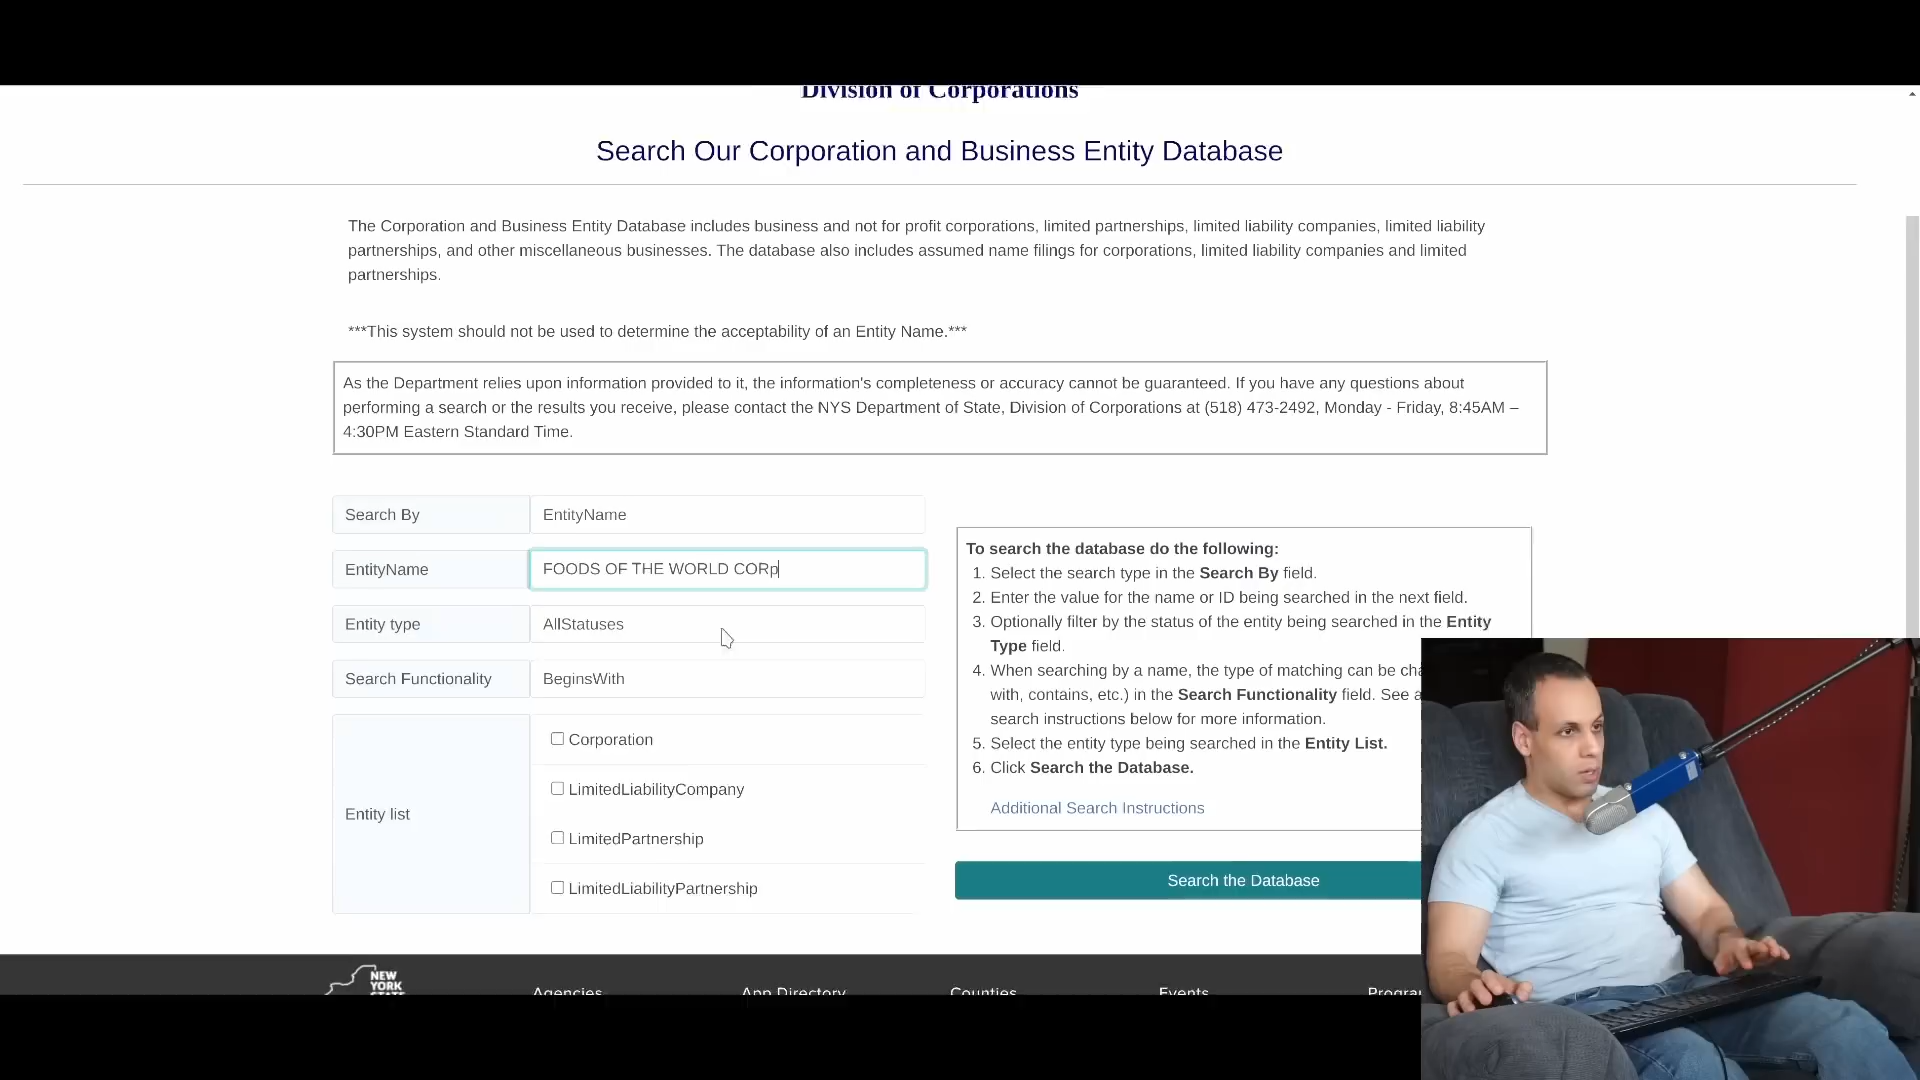 Division of Corporations
Search Our Corporation and Business Entity Database
The Corporation and Business Entity Database includes business and not for profit corporations, limited partnerships, limited liability companies, limited liability
partnerships, and other miscellaneous businesses. The database also includes assumed name filings for corporations, limited liability companies and limited
partnerships.
***This system should not be used to determine the acceptability of an Entity Name.***
As the Department relies upon information provided to it, the information's completeness or accuracy cannot be guaranteed. If you have any questions about
performing a search or the results you receive, please contact the NYS Department of State, Division of Corporations at (518) 473-2492, Monday - Friday, 8:45AM –
4:30PM Eastern Standard Time.
Search By EntityName
EntityName FOODS OF THE WORLD CORp
Entity type AllStatuses
Search Functionality BeginsWith
Entity list
Corporation
LimitedLiabilityCompany
LimitedPartnership
LimitedLiabilityPartnership
To search the database do the following:
1. Select the search type in the Search By field.
2. Enter the value for the name or ID being searched in the next field.
3. Optionally filter by the status of the entity being searched in the Entity
Type field.
4. When searching by a name, the type of matching can be
with, contains, etc.) in the Search Functionality field. See
search instructions below for more information.
5. Select the entity type being searched in the Entity List.
6. Click Search the Database.
Additional Search Instructions
Search the Database
NEW
YORK
STATE
Agencies
App Directory
Counties
Events